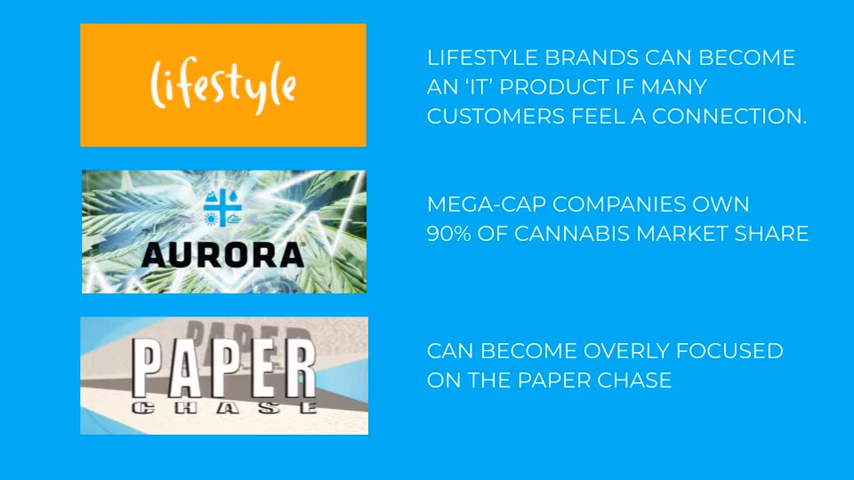 lifestyle
LIFESTYLE BRANDS CAN BECOME
AN ‘IT’ PRODUCT IF MANY
CUSTOMERS FEEL A CONNECTION.
AURORA
MEGA-CAP COMPANIES OWN
90% OF CANNABIS MARKET SHARE
PAPER
PAPER
CHASE
CAN BECOME OVERLY FOCUSED
ON THE PAPER CHASE